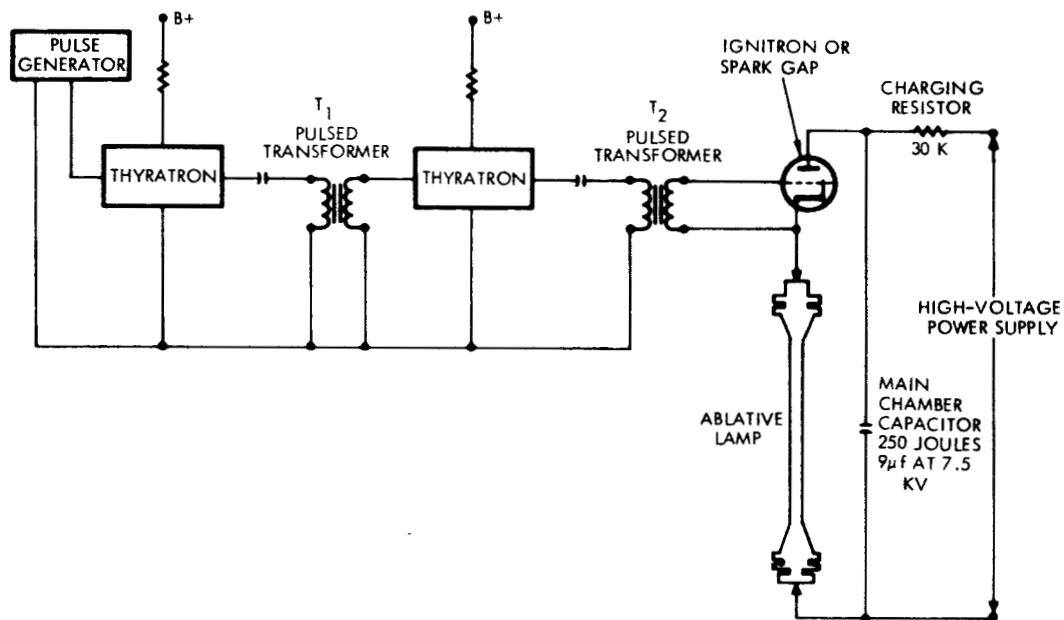 B+
B+
PULSE
GENERATOR
IGNITRON OR
SPARK GAP
CHARGING
RESISTOR
30 K
T1
PULSED
TRANSFORMER
T2
PULSED
TRANSFORMER
THYRATRON
THYRATRON
HIGH-VOLTAGE
POWER SUPPLY
ABLATIVE
LAMP
MAIN
CHAMBER
CAPACITOR
250 JOULES
9µf AT 7.5
KV